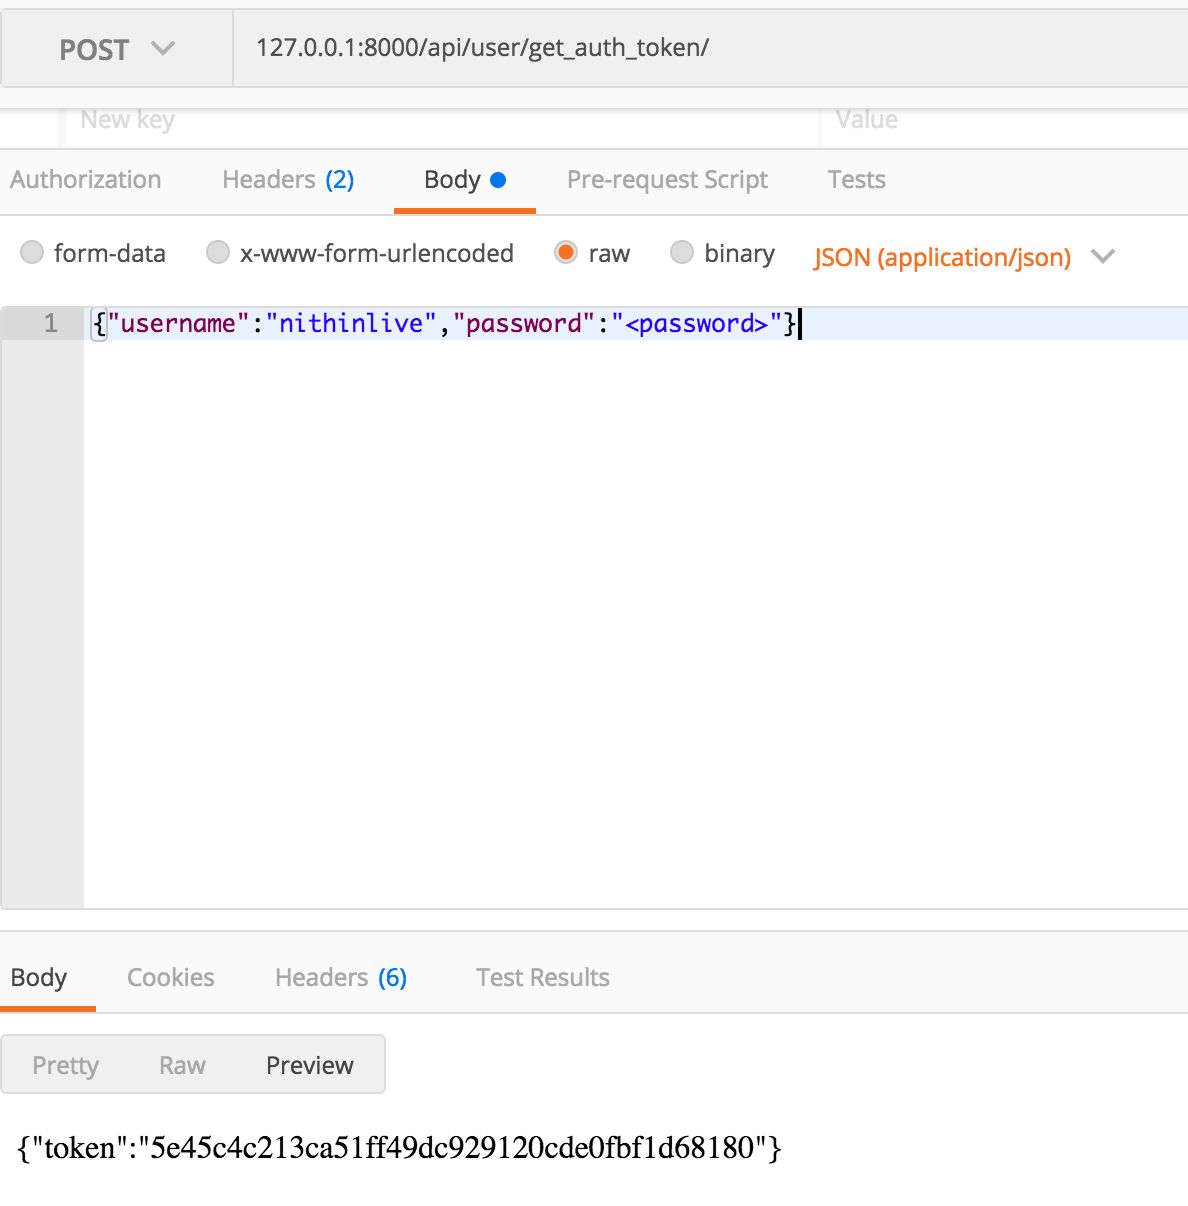 POST 127.0.0.1:8000/api/user/get_auth_token/
New key Value
Authorization Headers (2) Body Pre-request Script Tests
form-data x-www-form-urlencoded raw binary JSON (application/json)
1 {"username":"nithinlive","password":"<password>"}
Body Cookies Headers (6) Test Results
Pretty Raw Preview
{"token":"5e45c4c213ca51ff49dc929120cde0fbf1d68180"}